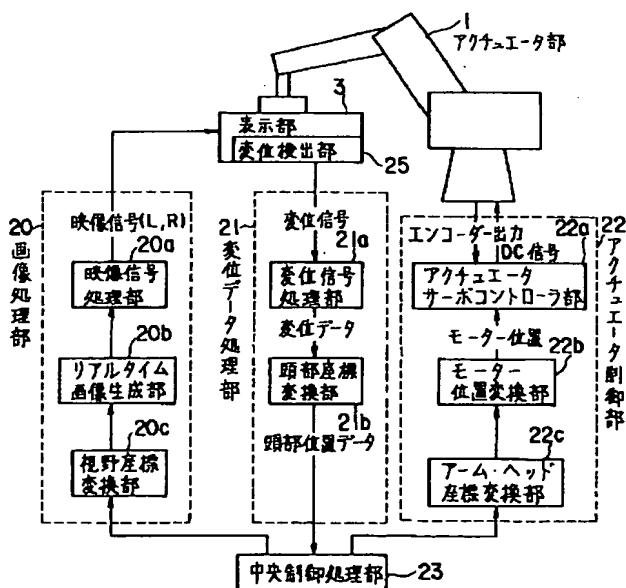 1
アクチュエータ部
3
表示部
変位検出部
25
20
画像処理部
映像信号(L,R)
20a
映像信号
処理部
20b
リアルタイム
画像生成部
20c
視野座標
変換部
21
変位データ処理部
変位信号
21a
変位信号
処理部
変位データ
頭部座標
変換部
21b
頭部位置データ
22
アクチュエータ制御部
エンコーダー出力
DC信号
22a
アクチュエータ
サーボコントローラ部
モーター位置
22b
モーター
位置変換部
22c
アーム・ヘッド
座標変換部
中央制御処理部
23